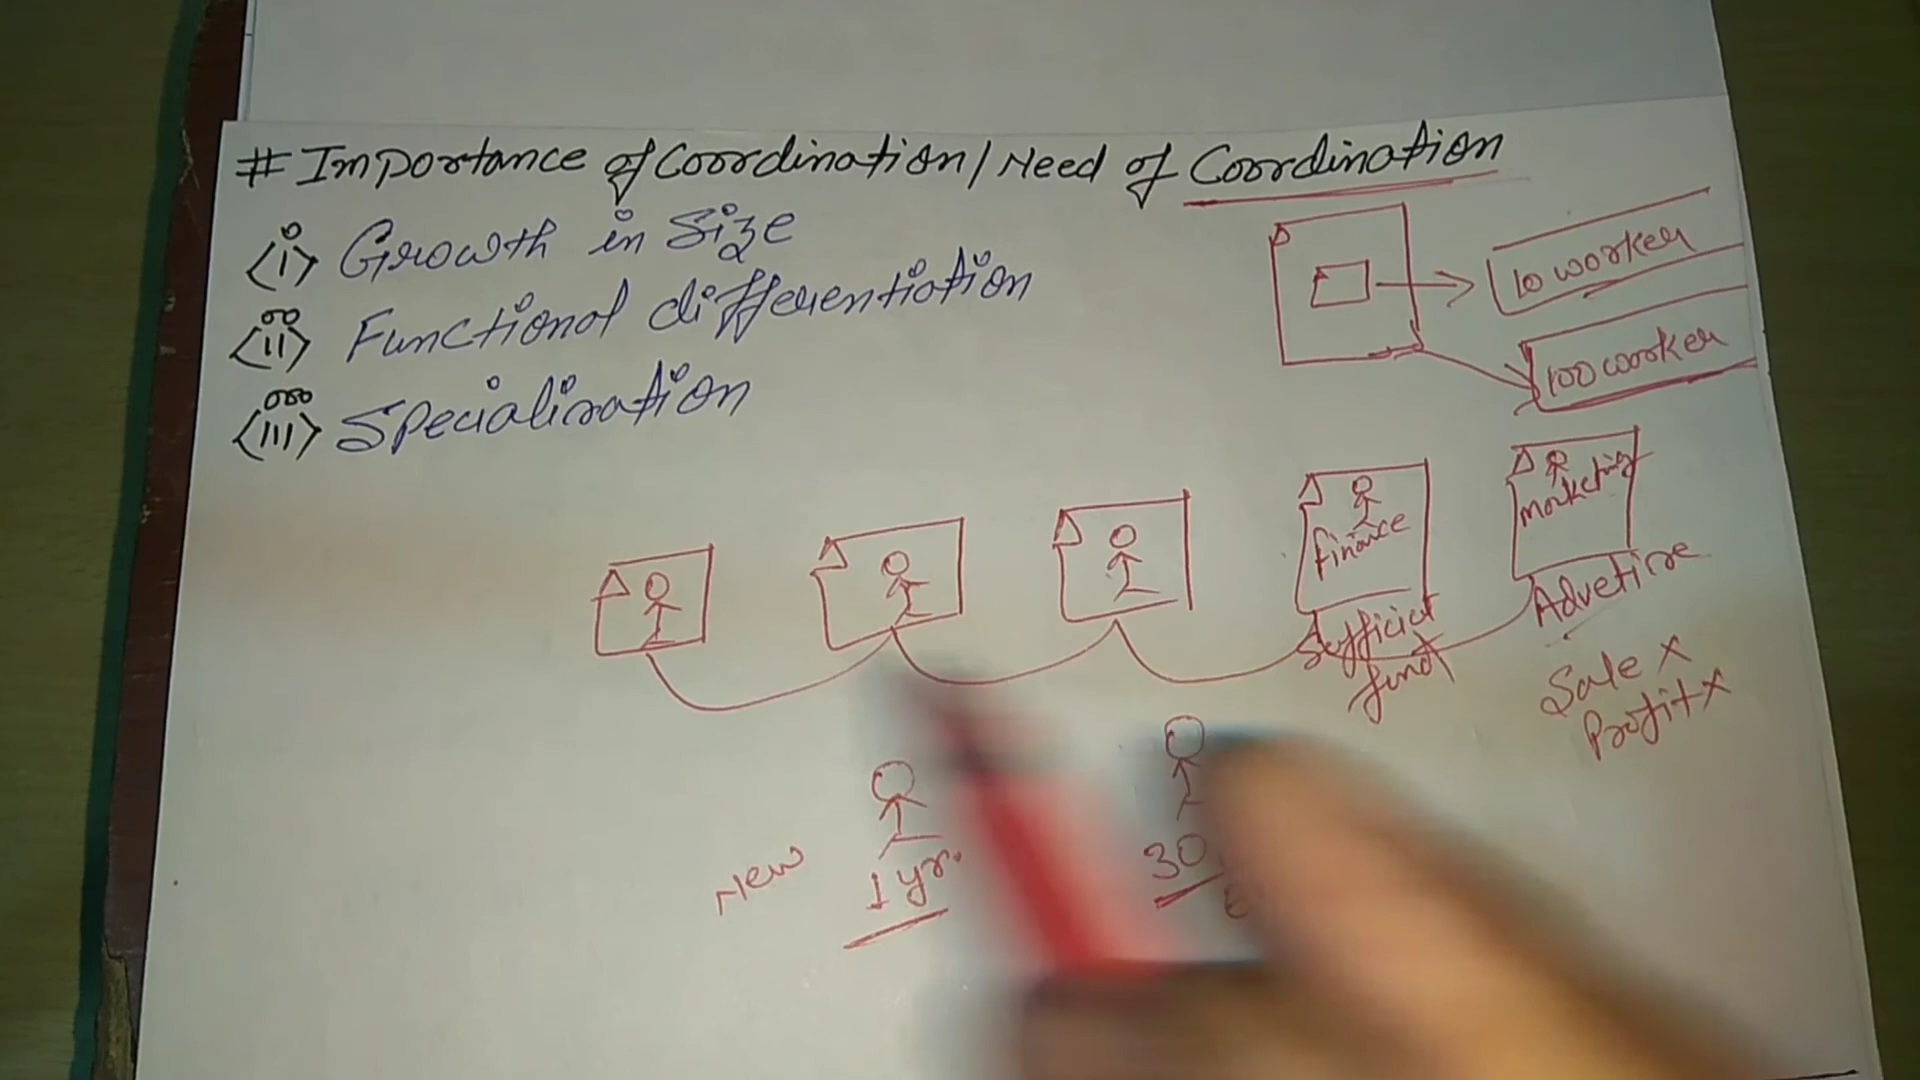 # Importance of Coordination / Need of Coordination
<i> Growth in Size
<ii> Functional differentiation
<iii> Specialisation
10 worker
100 worker
finance
Sufficient
fund
marketing
Advetise
Sale x
Profit x
New
1 yr.
30